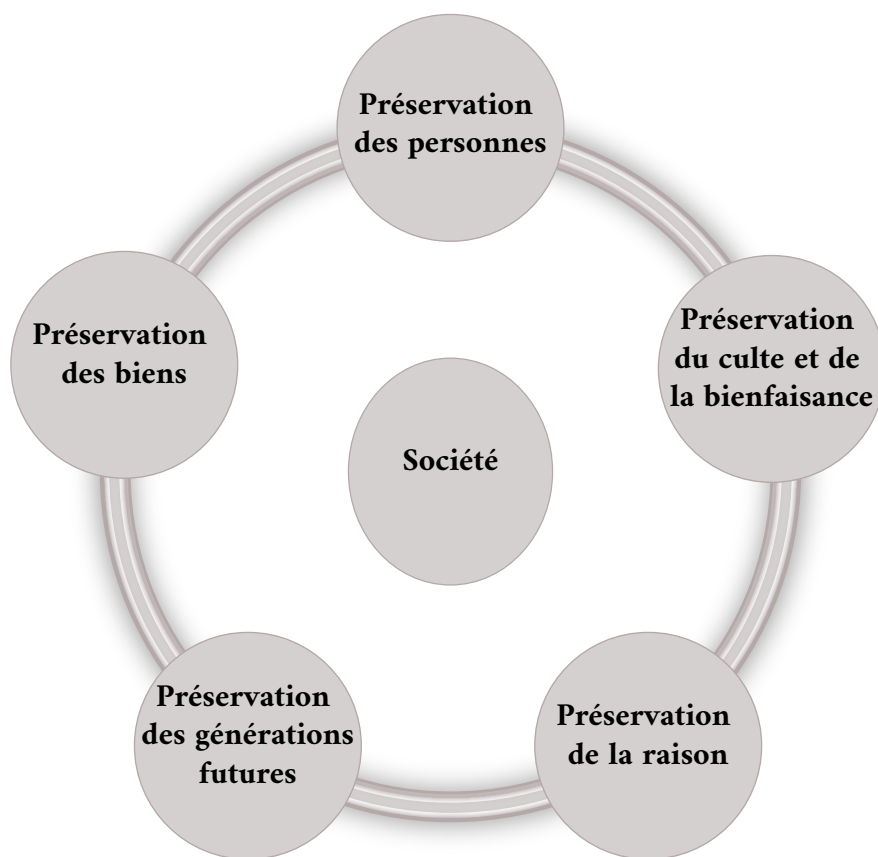 Préservation
des personnes
Préservation
du culte et de
la bienfaisance
Préservation
de la raison
Préservation
des générations
futures
Préservation
des biens
Société